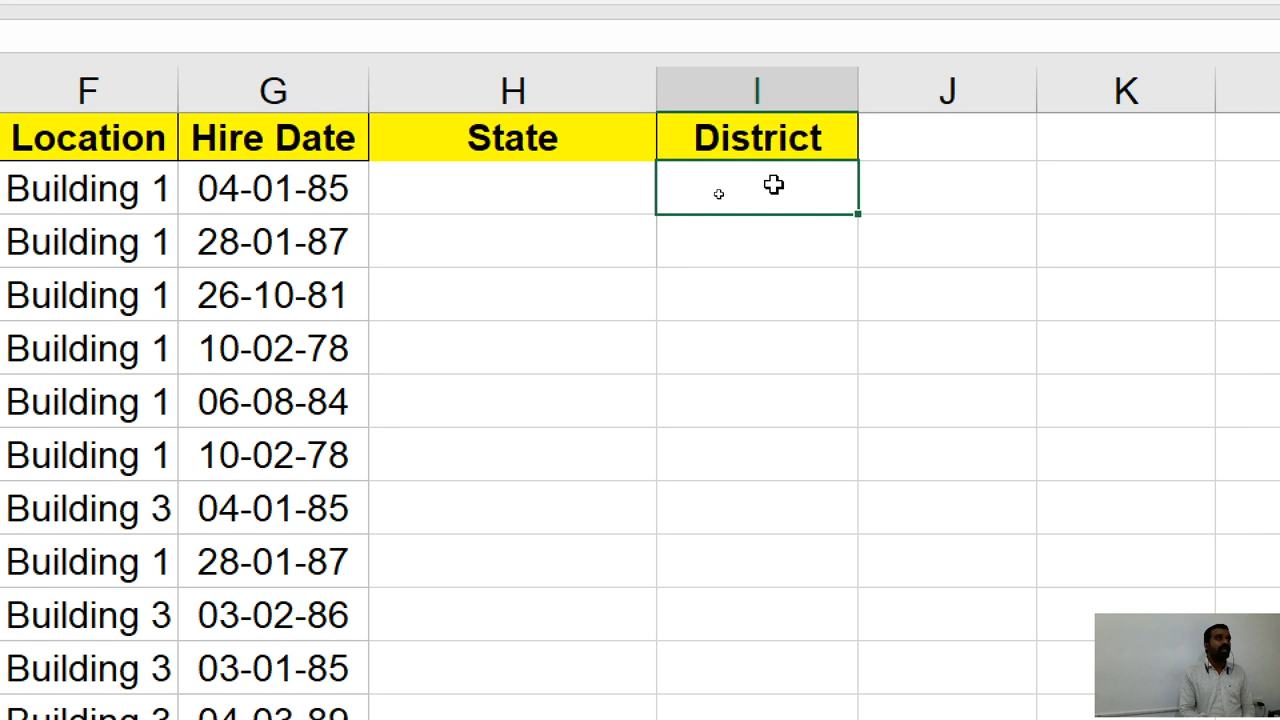 F G H I J K
Location Hire Date State District
Building 1 04-01-85
Building 1 28-01-87
Building 1 26-10-81
Building 1 10-02-78
Building 1 06-08-84
Building 1 10-02-78
Building 3 04-01-85
Building 1 28-01-87
Building 3 03-02-86
Building 3 03-01-85
Building 3 04-03-89